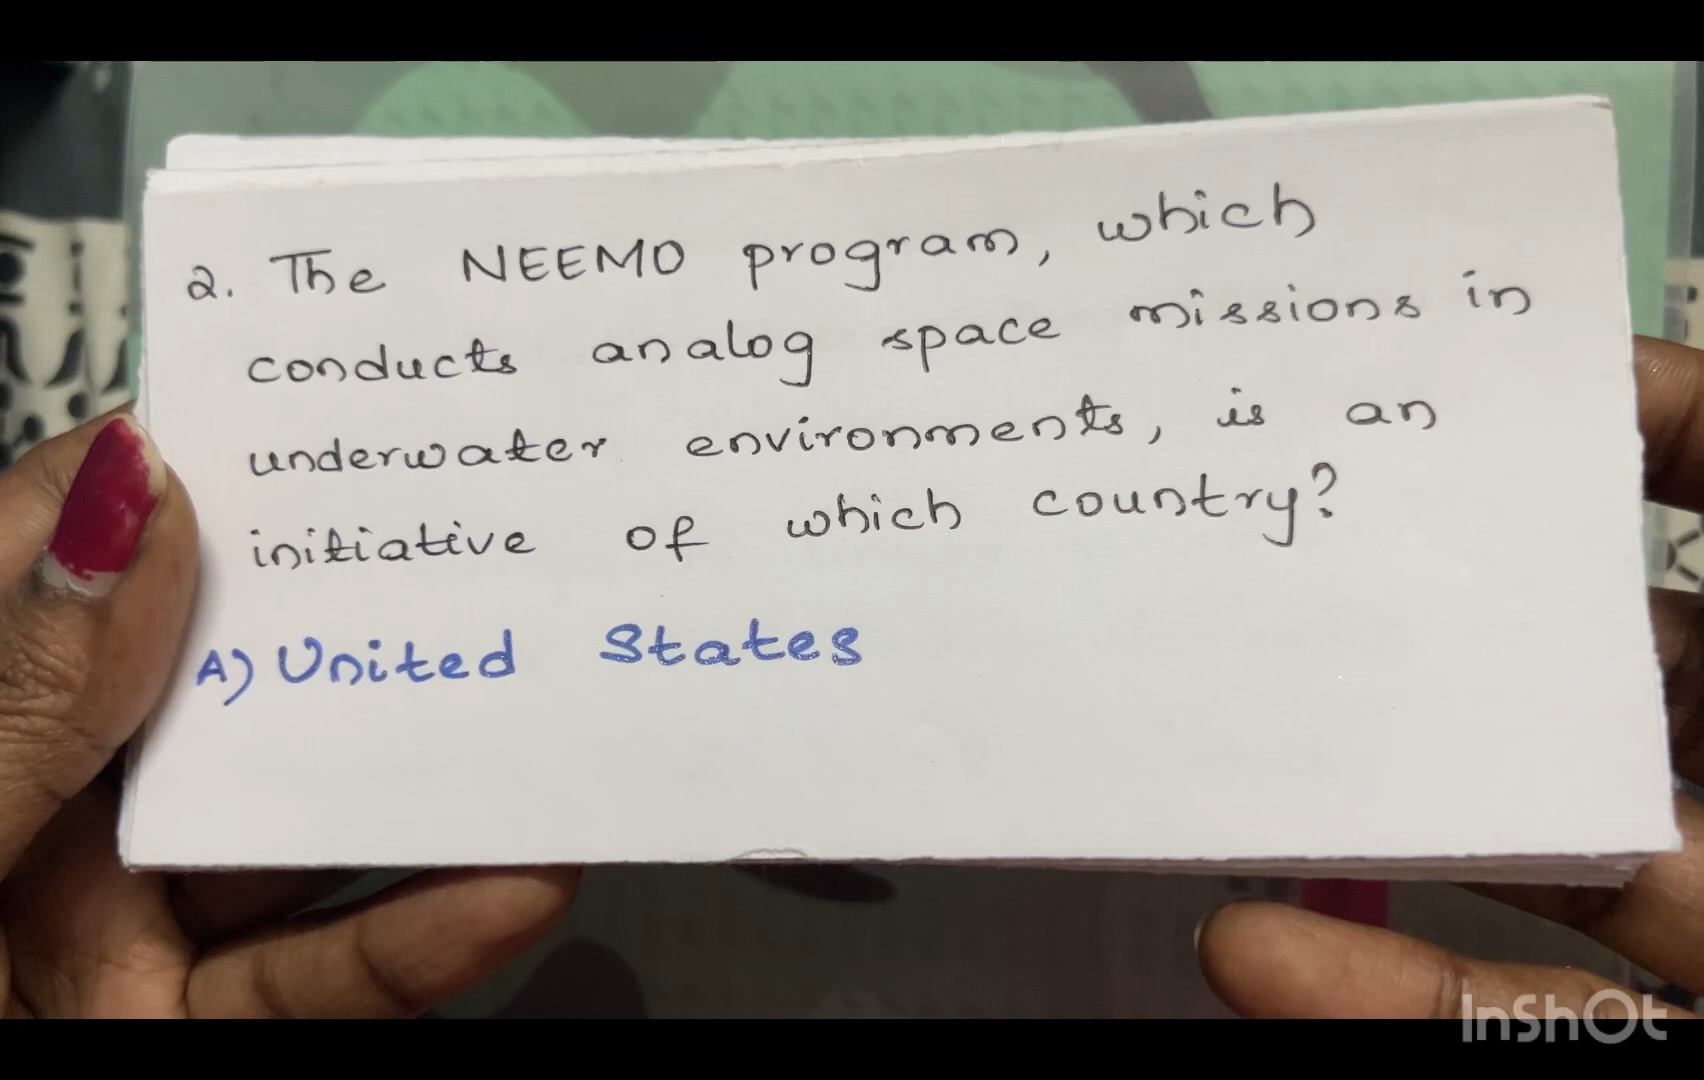 2. The NEEMO program, which
conducts analog space missions in
underwater environments, is an
initiative of which country?
A) United States
InShOt